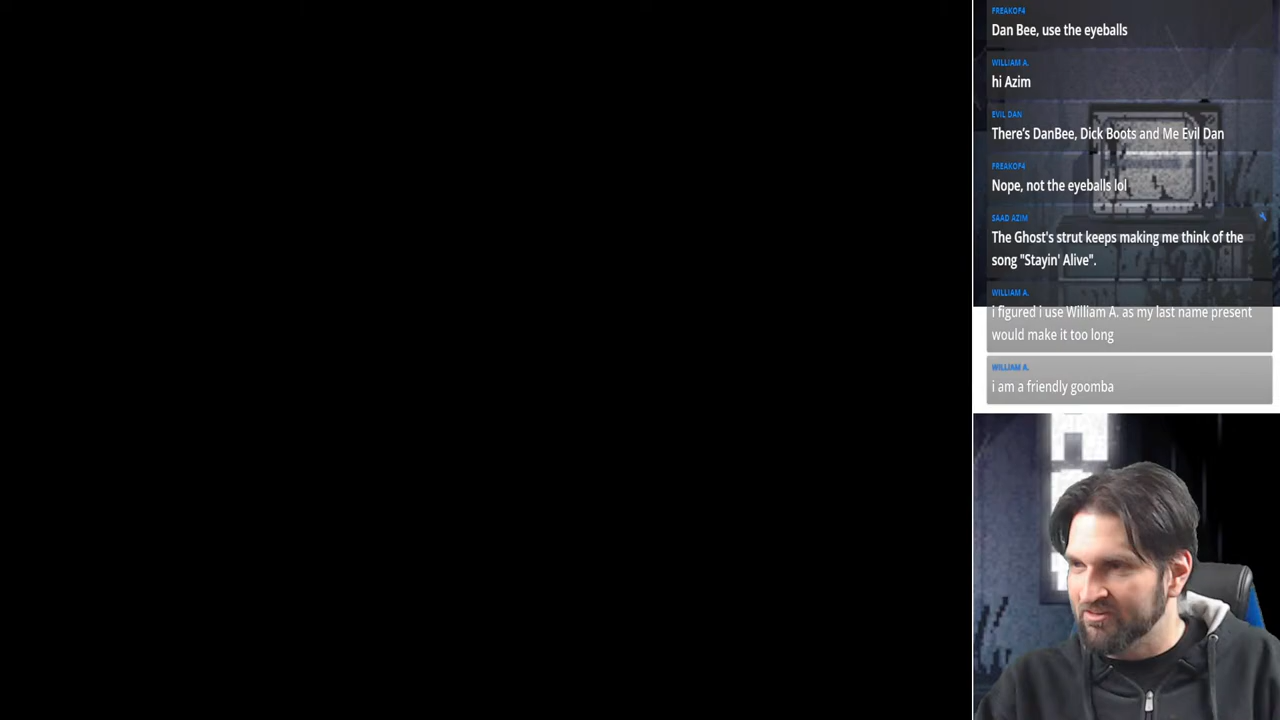 FREAKOF4
Dan Bee, use the eyeballs
WILLIAM A.
hi Azim
EVIL DAN
There's DanBee, Dick Boots and Me Evil Dan
FREAKOF4
Nope, not the eyeballs lol
SAAD AZIM
The Ghost's strut keeps making me think of the
song "Stayin' Alive".
WILLIAM A.
i figured i use William A. as my last name present
would make it too long
WILLIAM A.
i am a friendly goomba